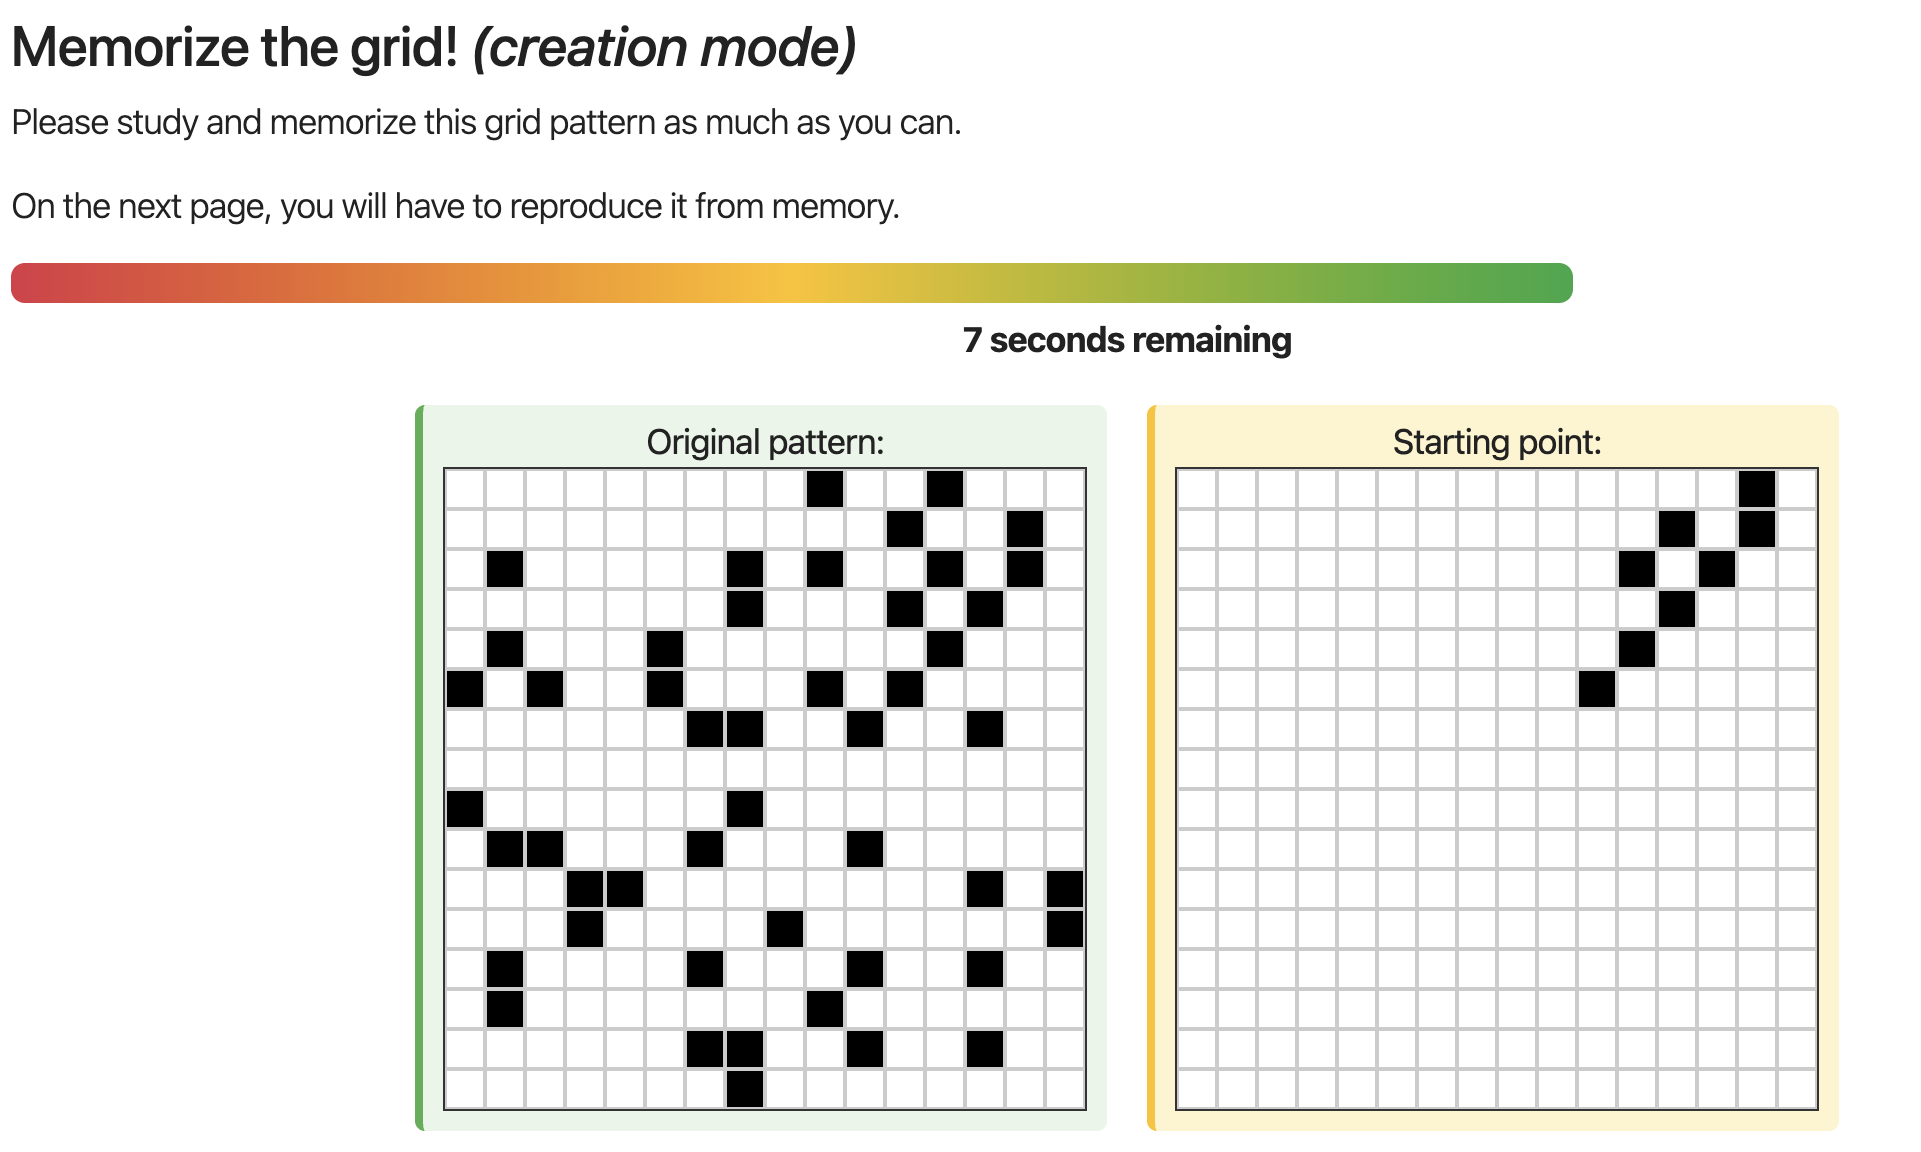 Memorize the grid! (creation mode)
Please study and memorize this grid pattern as much as you can.
On the next page, you will have to reproduce it from memory.
7 seconds remaining
Original pattern:
Starting point: